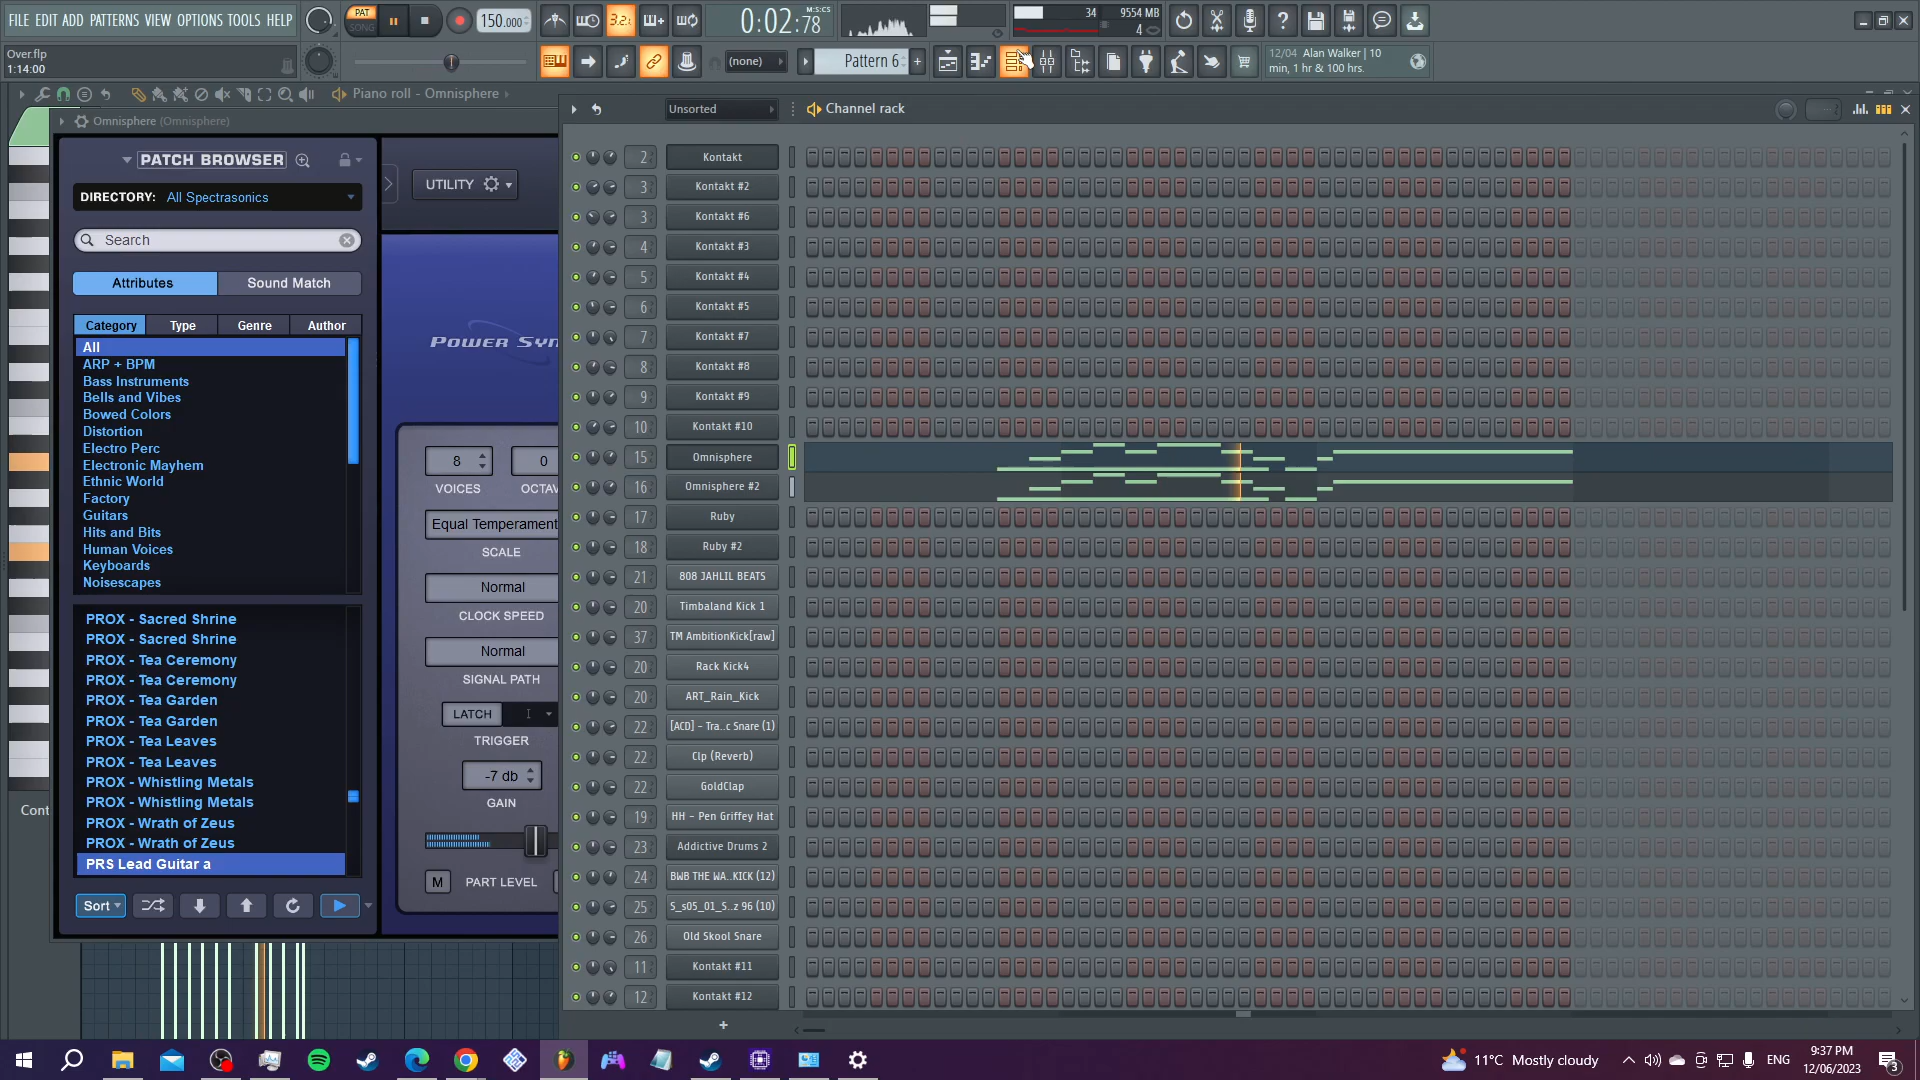 FILE EDIT ADD PATTERNS VIEW OPTIONS TOOLS HELP
PAT
SONG
150.000
3.2.
0:02:78
M:S:CS
34
9554 MB
4
Over.flp
1:14:00
(none)
Pattern 6
12/04 Alan Walker | 10
min, 1 hr & 100 hrs.
Piano roll - Omnisphere
Omnisphere (Omnisphere)
Unsorted
Channel rack
PATCH BROWSER
DIRECTORY: All Spectrasonics
Search
Attributes
Sound Match
Category
Type
Genre
Author
All
ARP + BPM
Bass Instruments
Bells and Vibes
Bowed Colors
Distortion
Electro Perc
Electronic Mayhem
Ethnic World
Factory
Guitars
Hits and Bits
Human Voices
Keyboards
Noisescapes
PROX - Sacred Shrine
PROX - Sacred Shrine
PROX - Tea Ceremony
PROX - Tea Ceremony
PROX - Tea Garden
PROX - Tea Garden
PROX - Tea Leaves
PROX - Tea Leaves
PROX - Whistling Metals
PROX - Whistling Metals
PROX - Wrath of Zeus
PROX - Wrath of Zeus
PRS Lead Guitar a
Sort
Cont
UTILITY
POWER SYN
8
0
VOICES
OCTAV
Equal Temperament
SCALE
Normal
CLOCK SPEED
Normal
SIGNAL PATH
LATCH
TRIGGER
-7 db
GAIN
M
PART LEVEL
2 Kontakt
3 Kontakt #2
3 Kontakt #6
4 Kontakt #3
5 Kontakt #4
6 Kontakt #5
7 Kontakt #7
8 Kontakt #8
9 Kontakt #9
10 Kontakt #10
15 Omnisphere
16 Omnisphere #2
17 Ruby
18 Ruby #2
21 808 JAHLIL BEATS
20 Timbaland Kick 1
37 TM AmbitionKick[raw]
20 Rack Kick4
20 ART_Rain_Kick
22 [ACD] - Tra..c Snare (1)
22 Clp (Reverb)
22 GoldClap
19 HH - Pen Griffey Hat
23 Addictive Drums 2
24 BWB THE WA..KICK (12)
25 S_s05_01_S..z 96 (10)
26 Old Skool Snare
11 Kontakt #11
12 Kontakt #12
+
11°C Mostly cloudy
ENG
9:37 PM
12/06/2023
3